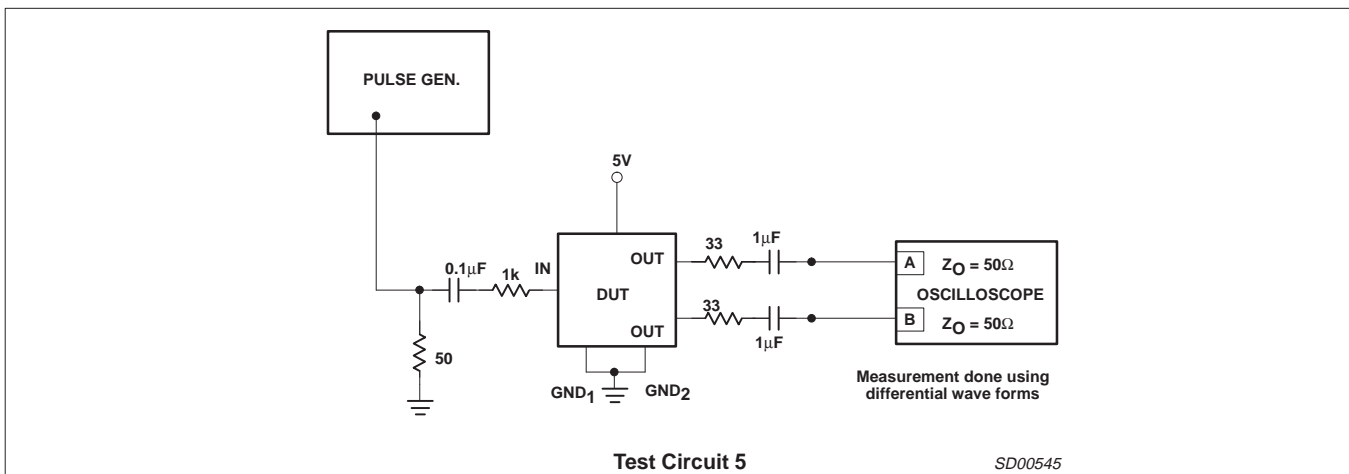 PULSE GEN.
5V
0.1μF
1k
IN
OUT
DUT
OUT
33
1μF
33
1μF
A
ZO = 50Ω
OSCILLOSCOPE
B
ZO = 50Ω
50
GND1
GND2
Measurement done using
differential wave forms
Test Circuit 5
SD00545